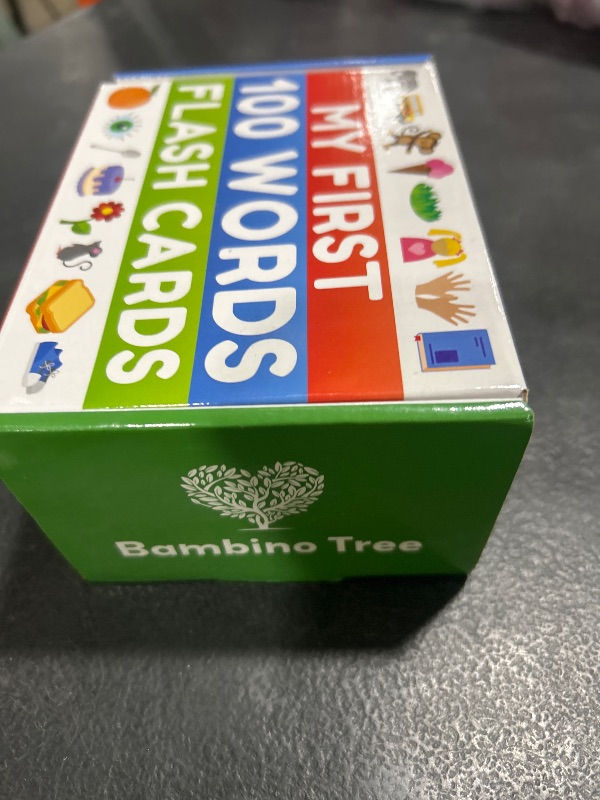 MY FIRST
100 WORDS
FLASH CARDS
Bambino Tree